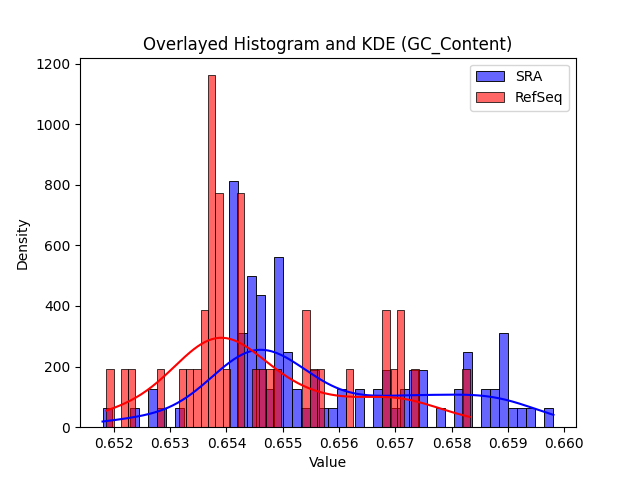 Overlayed Histogram and KDE (GC_Content)
SRA
RefSeq
1200
1000
800
600
400
200
0
Density
0.652 0.653 0.654 0.655 0.656 0.657 0.658 0.659 0.660
Value